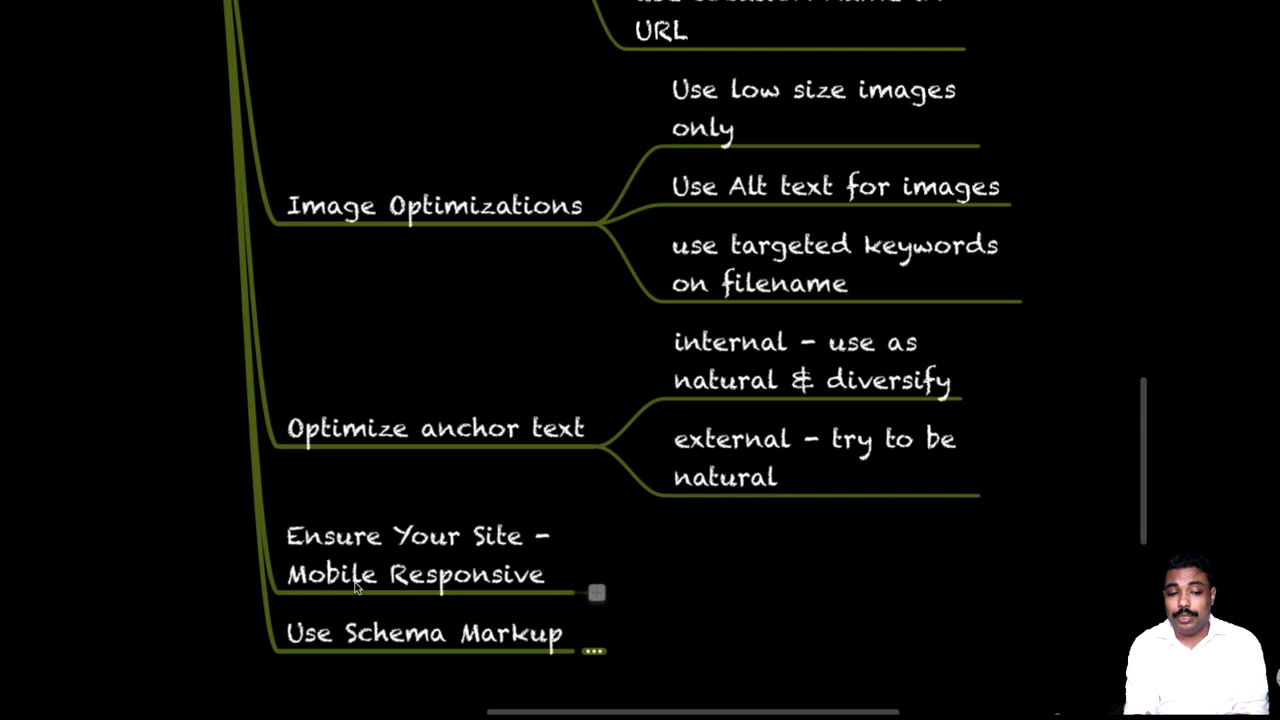 URL
Use low size images
only
Image Optimizations
Use Alt text for images
use targeted keywords
on filename
internal - use as
natural & diversify
Optimize anchor text
external - try to be
natural
Ensure Your Site -
Mobile Responsive
Use Schema Markup